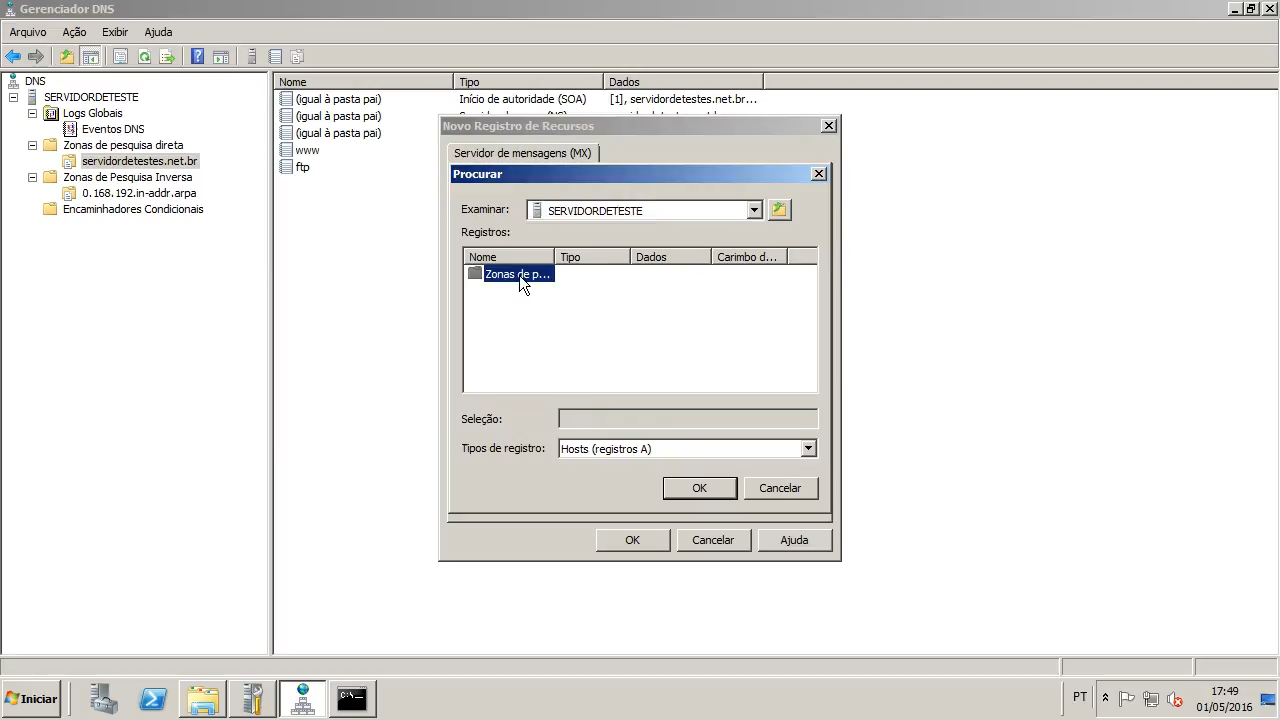 Gerenciador DNS
Arquivo Ação Exibir Ajuda
DNS
SERVIDORDETESTE
Logs Globais
Eventos DNS
Zonas de pesquisa direta
servidordetestes.net.br
Zonas de Pesquisa Inversa
0.168.192.in-addr.arpa
Encaminhadores Condicionais
Nome Tipo Dados
(igual à pasta pai) Início de autoridade (SOA) [1], servidordetestes.net.br...
(igual à pasta pai)
(igual à pasta pai)
www
ftp
Novo Registro de Recursos
Servidor de mensagens (MX)
Procurar
Examinar: SERVIDORDETESTE
Registros:
Nome Tipo Dados Carimbo d...
Zonas de p...
Seleção:
Tipos de registro: Hosts (registros A)
OK Cancelar
OK Cancelar Ajuda
Iniciar
C:\
PT
17:49
01/05/2016